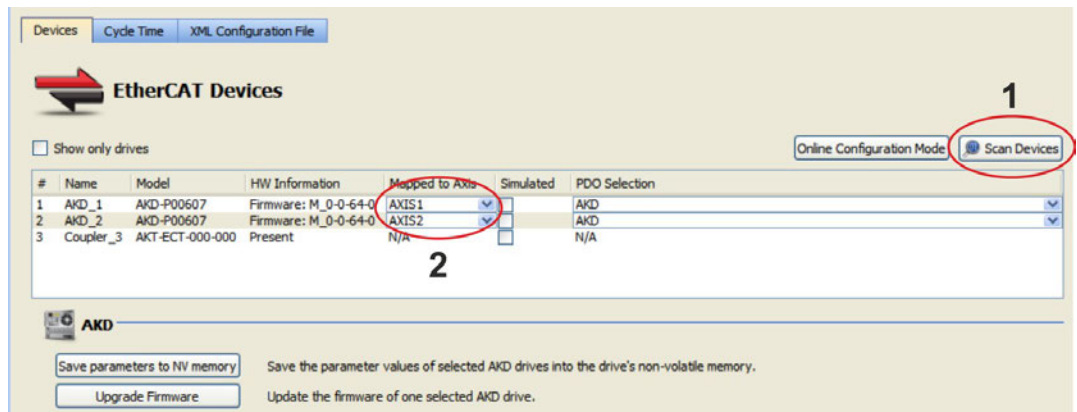 Devices Cycle Time XML Configuration File
EtherCAT Devices
1
Show only drives Online Configuration Mode Scan Devices
# Name Model HW Information Mapped to Axis Simulated PDO Selection
1 AKD_1 AKD-P00607 Firmware: M_0-0-64-0 AXIS1 AKD
2 AKD_2 AKD-P00607 Firmware: M_0-0-64-0 AXIS2 AKD
3 Coupler_3 AKT-ECT-000-000 Present N/A N/A
2
AKD
Save parameters to NV memory Save the parameter values of selected AKD drives into the drive's non-volatile memory.
Upgrade Firmware Update the firmware of one selected AKD drive.